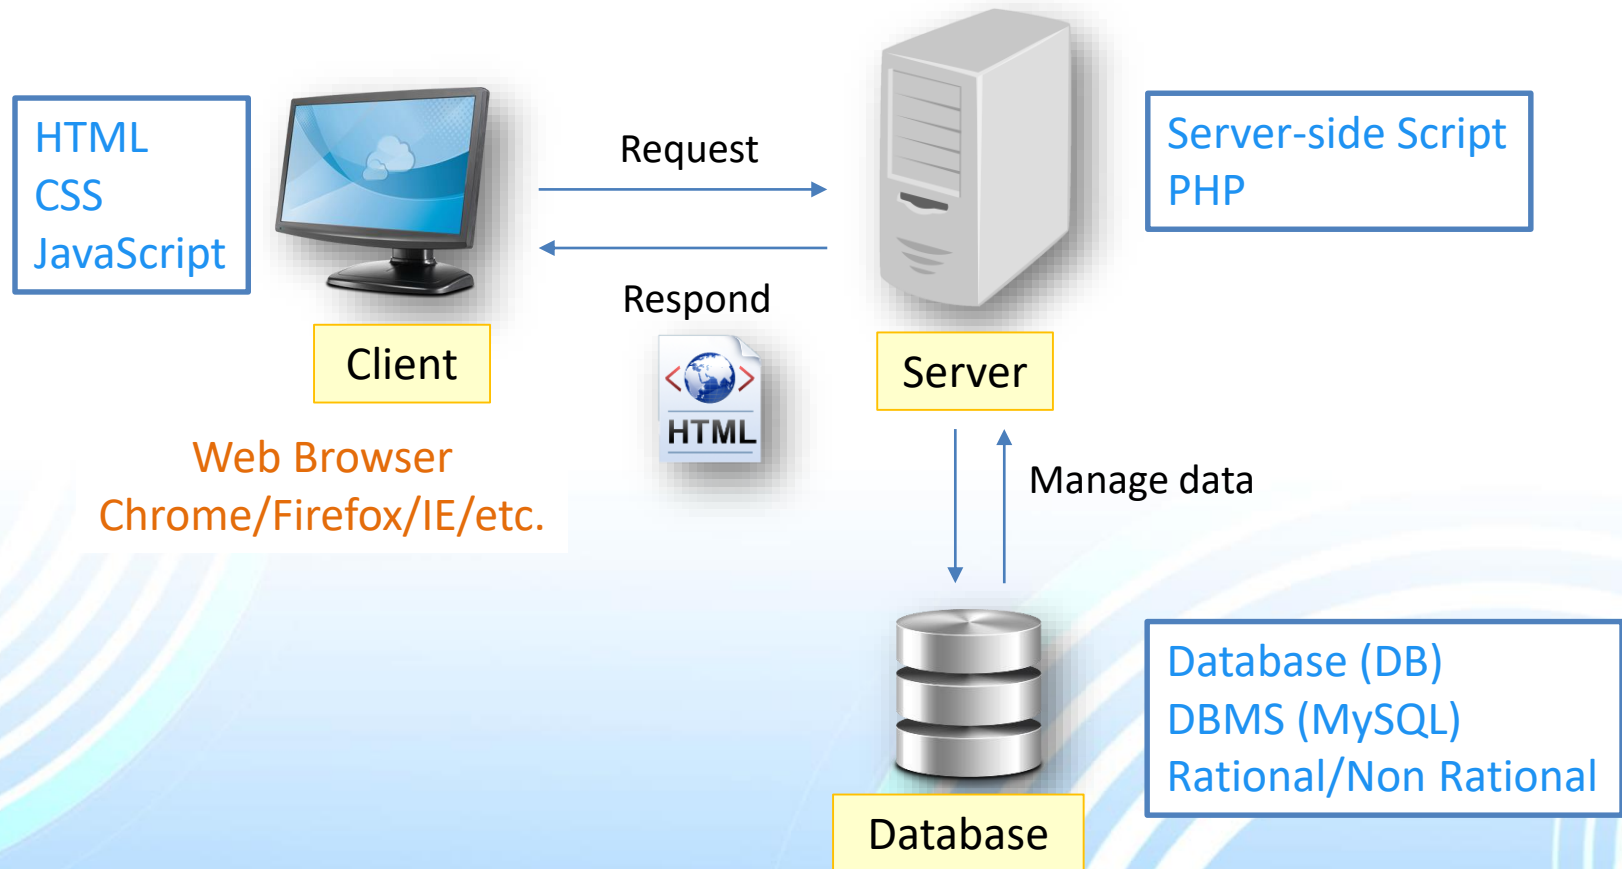 HTML
CSS
JavaScript
Request
Respond
< >
HTML
Client
Web Browser
Chrome/Firefox/IE/etc.
Server
Server-side Script
PHP
Manage data
Database (DB)
DBMS (MySQL)
Rational/Non Rational
Database